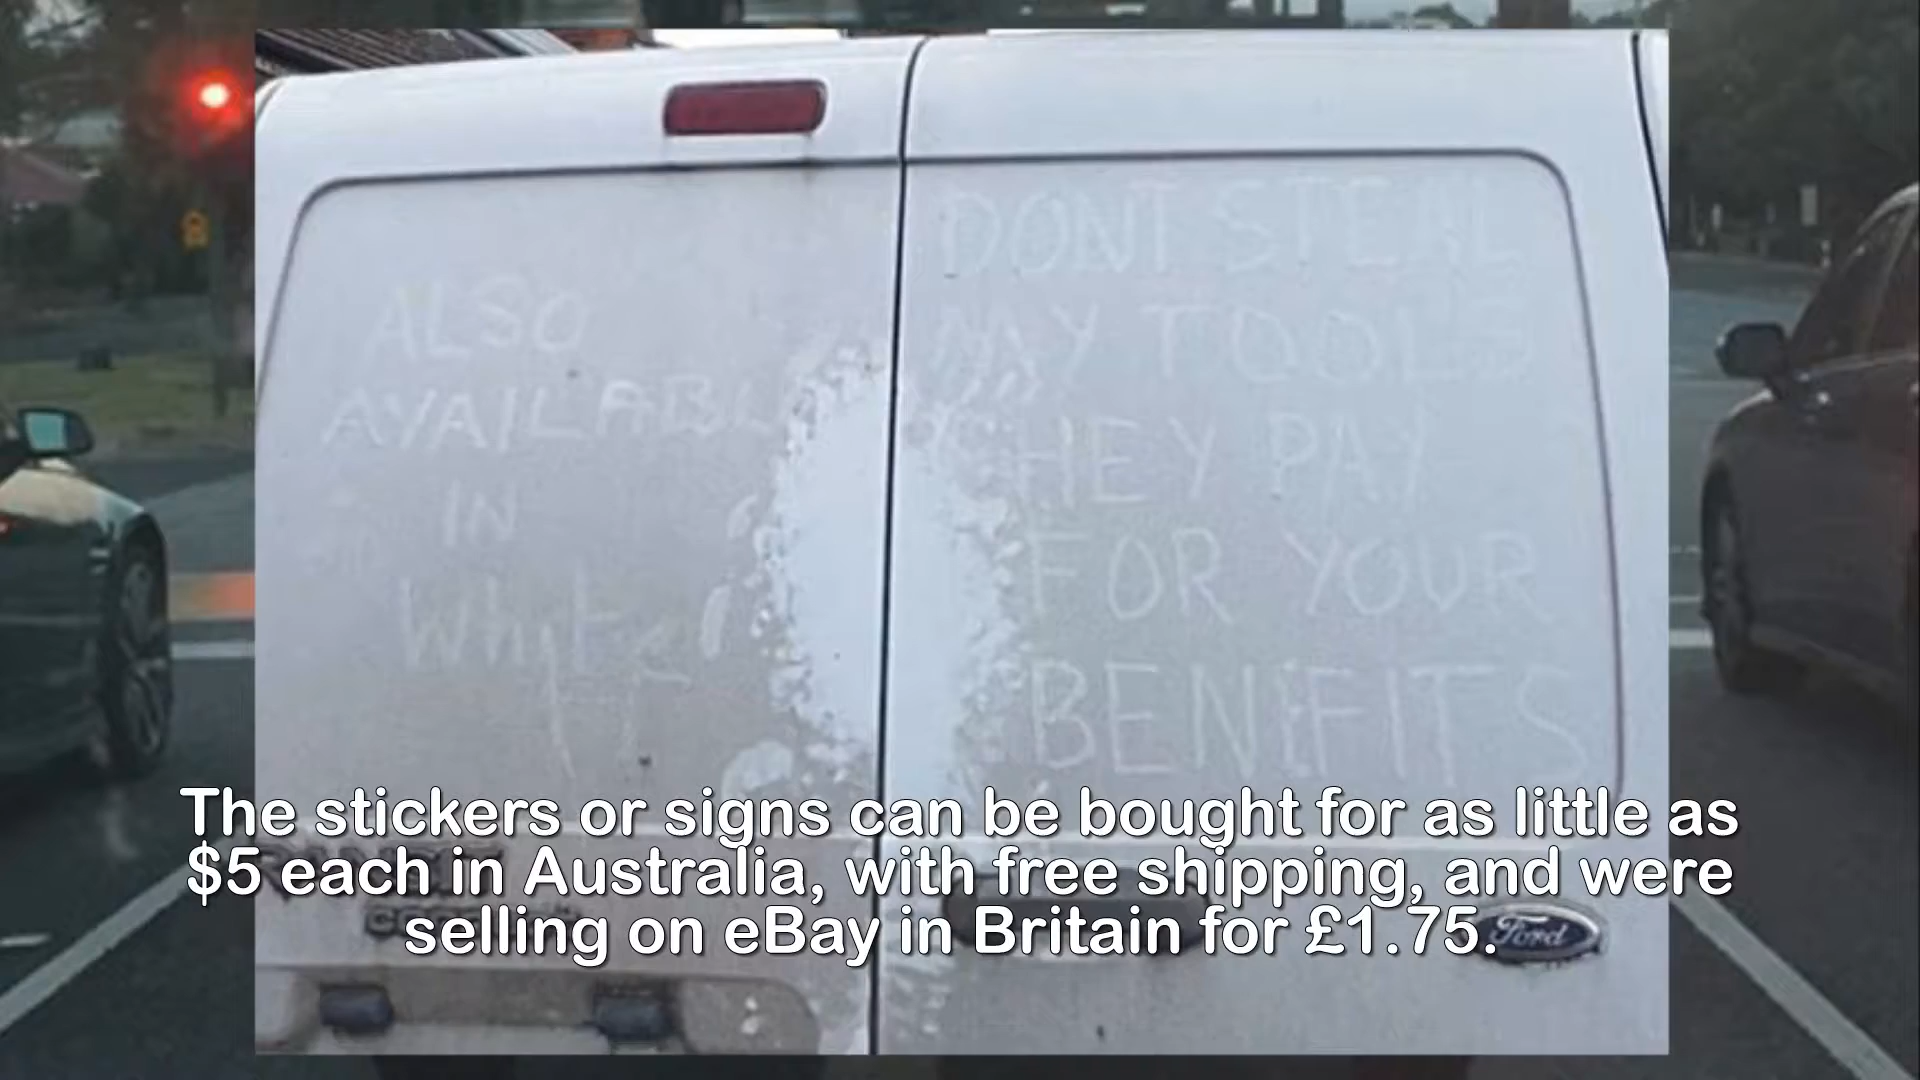 ALSO
AVAILABLE
IN
White
DONT STEAL
MY TOOLS
THEY PAY
FOR YOUR
BENIFITS
The stickers or signs can be bought for as little as
$5 each in Australia, with free shipping, and were
selling on eBay in Britain for £1.75.
Ford